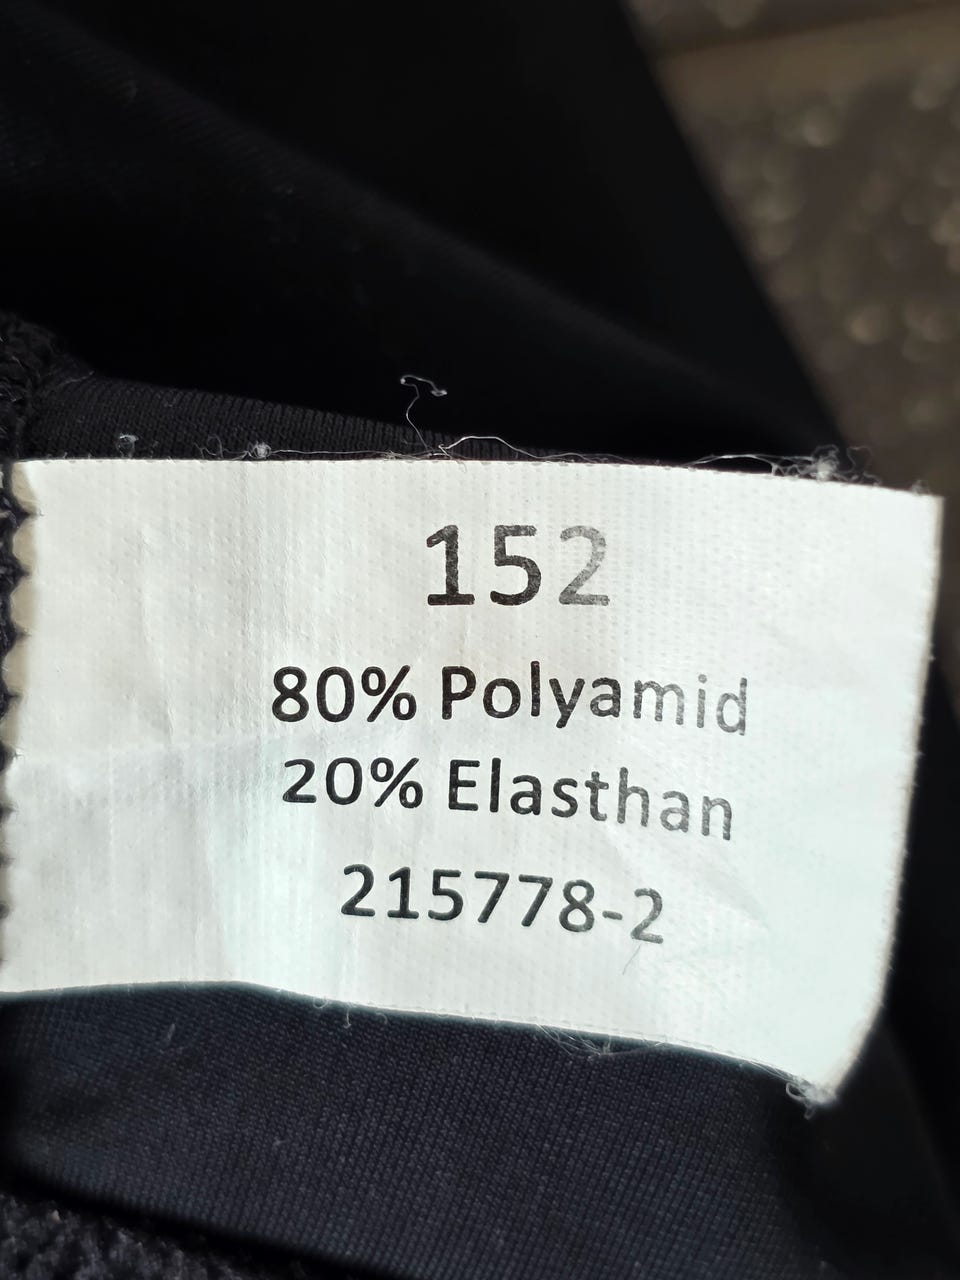 152
80% Polyamid
20% Elasthan
215778-2